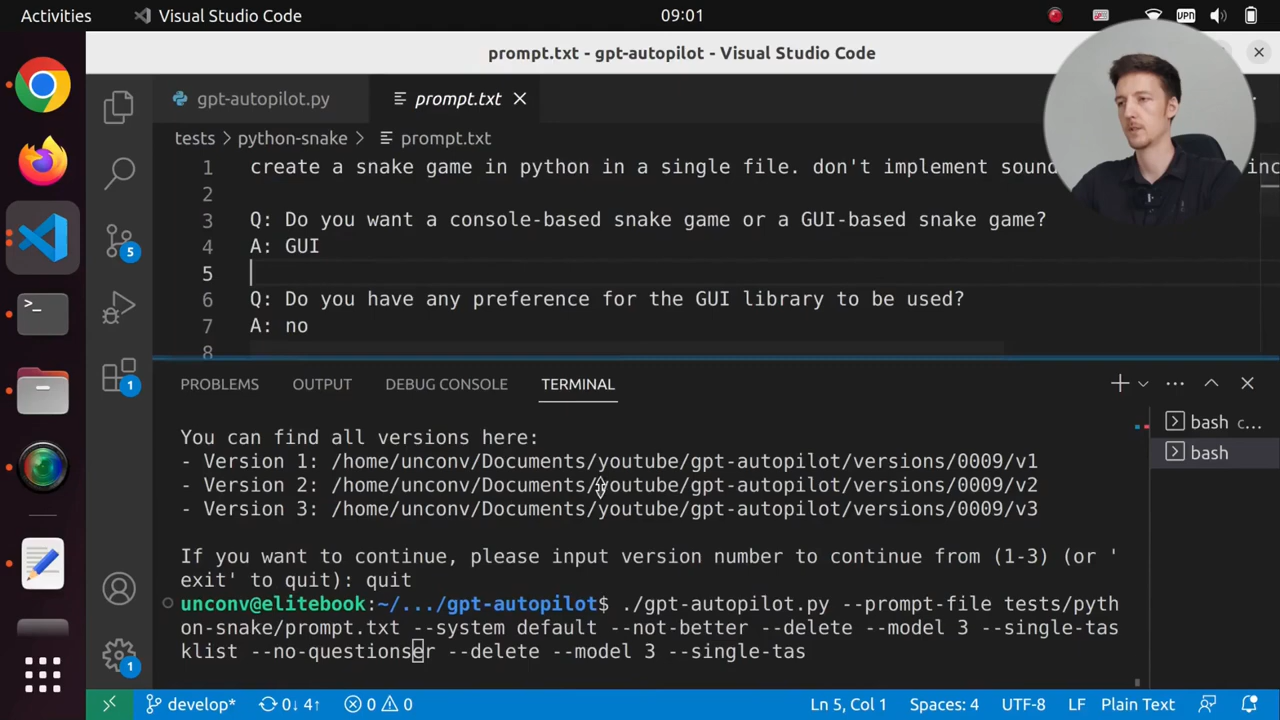 Activities
Visual Studio Code
09:01
VPN
prompt.txt - gpt-autopilot - Visual Studio Code
gpt-autopilot.py
prompt.txt
tests > python-snake > prompt.txt
1 create a snake game in python in a single file. don't implement soun
2
3 Q: Do you want a console-based snake game or a GUI-based snake game?
4 A: GUI
5
6 Q: Do you have any preference for the GUI library to be used?
7 A: no
8
5
1
1
PROBLEMS OUTPUT DEBUG CONSOLE TERMINAL
You can find all versions here:
- Version 1: /home/unconv/Documents/youtube/gpt-autopilot/versions/0009/v1
- Version 2: /home/unconv/Documents/youtube/gpt-autopilot/versions/0009/v2
- Version 3: /home/unconv/Documents/youtube/gpt-autopilot/versions/0009/v3
If you want to continue, please input version number to continue from (1-3) (or '
exit' to quit): quit
unconv@elitebook:~/.../gpt-autopilot$ ./gpt-autopilot.py --prompt-file tests/pyth
on-snake/prompt.txt --system default --not-better --delete --model 3 --single-tas
klist --no-questionser --delete --model 3 --single-tas
bash c...
bash
develop* 0↓ 4↑ 0 0
Ln 5, Col 1 Spaces: 4 UTF-8 LF Plain Text